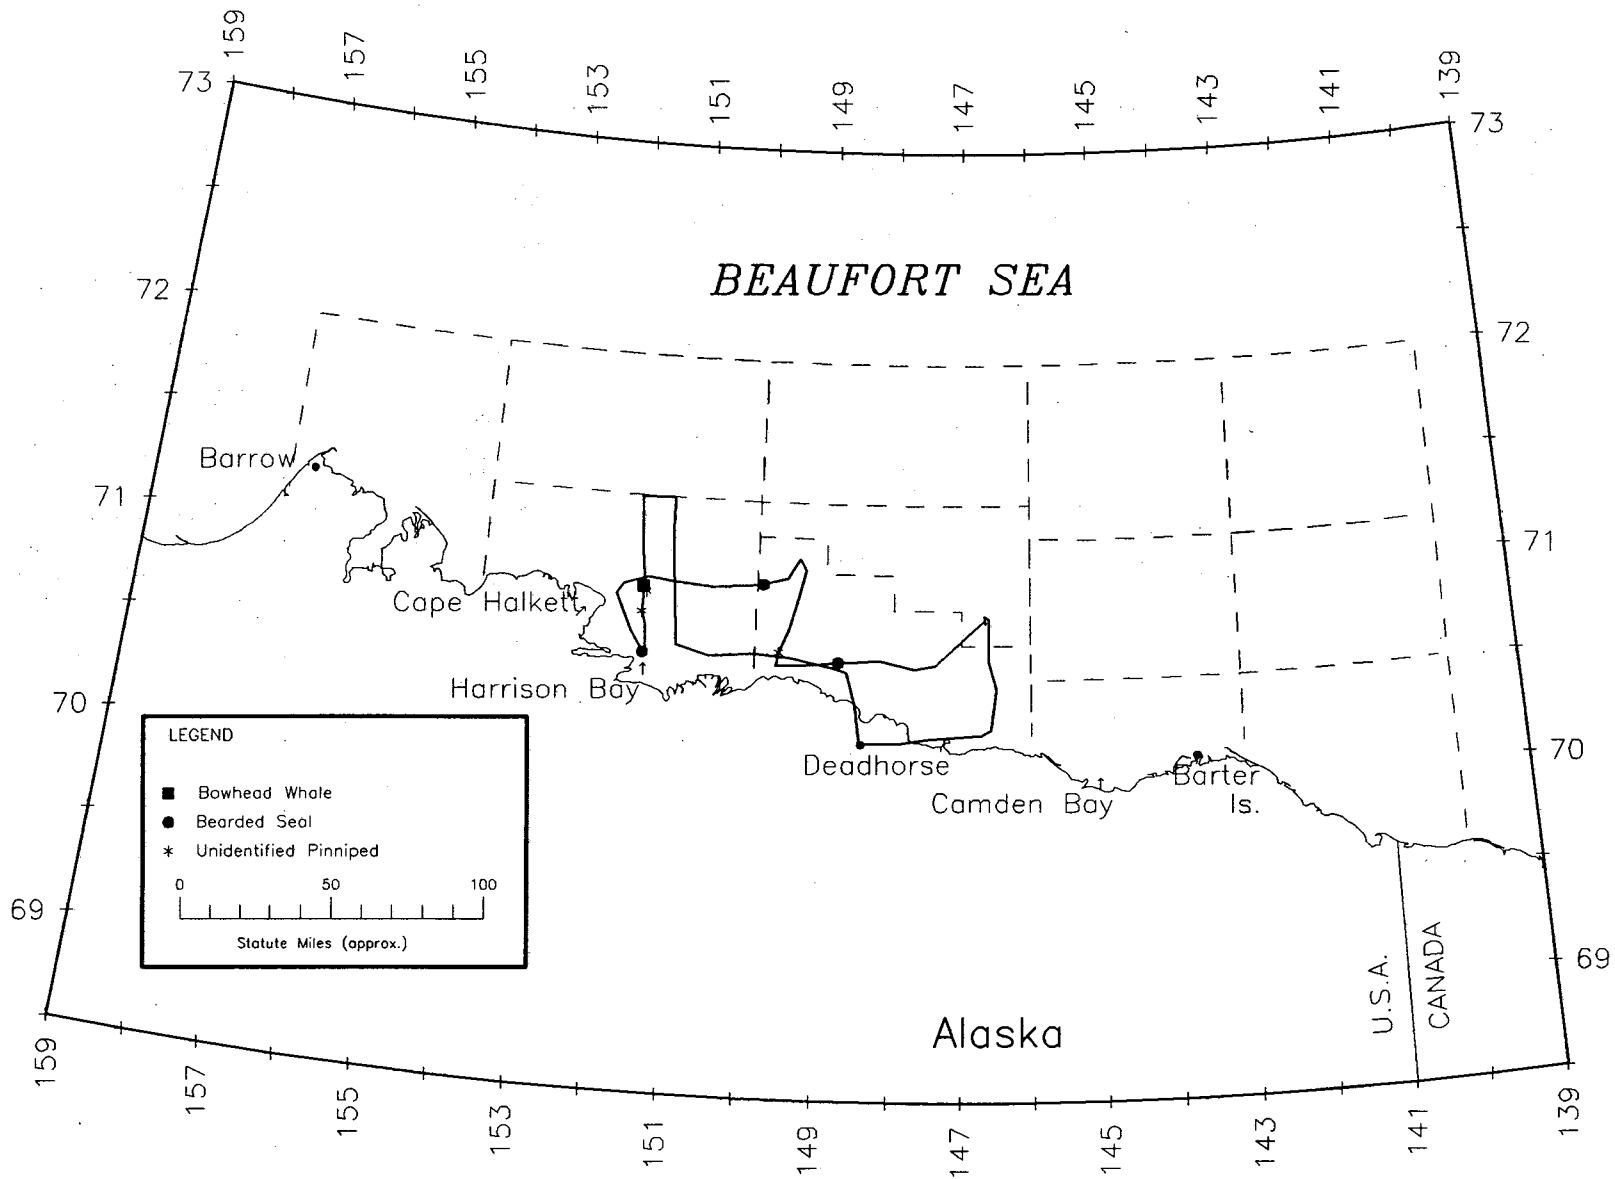 159
157
155
153
151
149
147
145
143
141
139
73
73
BEAUFORT SEA
72
72
Barrow
71
71
Cape Halkett
Harrison Bay
70
70
Deadhorse
Camden Bay
Barter
Is.
LEGEND
Bowhead Whale
Bearded Seal
Unidentified Pinniped
0 50 100
Statute Miles (approx.)
69
69
U.S.A.
CANADA
Alaska
159
157
155
153
151
149
147
145
143
141
139